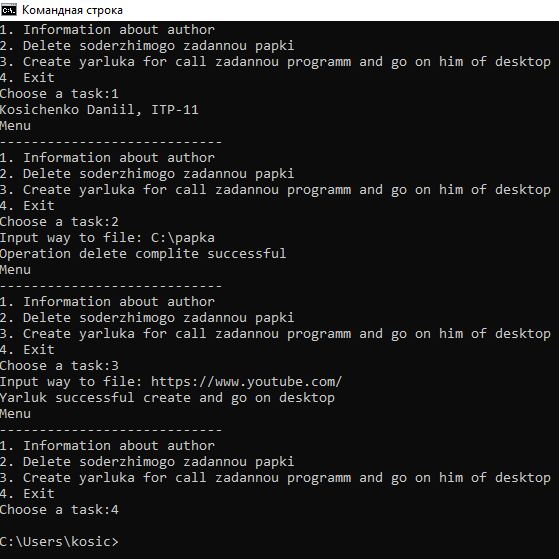 Командная строка
1. Information about author
2. Delete soderzhimogo zadannou papki
3. Create yarluka for call zadannou programm and go on him of desktop
4. Exit
Choose a task:1
Kosichenko Daniil, ITP-11
Menu
----------------------------
1. Information about author
2. Delete soderzhimogo zadannou papki
3. Create yarluka for call zadannou programm and go on him of desktop
4. Exit
Choose a task:2
Input way to file: C:\papka
Operation delete complite successful
Menu
----------------------------
1. Information about author
2. Delete soderzhimogo zadannou papki
3. Create yarluka for call zadannou programm and go on him of desktop
4. Exit
Choose a task:3
Input way to file: https://www.youtube.com/
Yarluk successful create and go on desktop
Menu
----------------------------
1. Information about author
2. Delete soderzhimogo zadannou papki
3. Create yarluka for call zadannou programm and go on him of desktop
4. Exit
Choose a task:4
C:\Users\kosic>